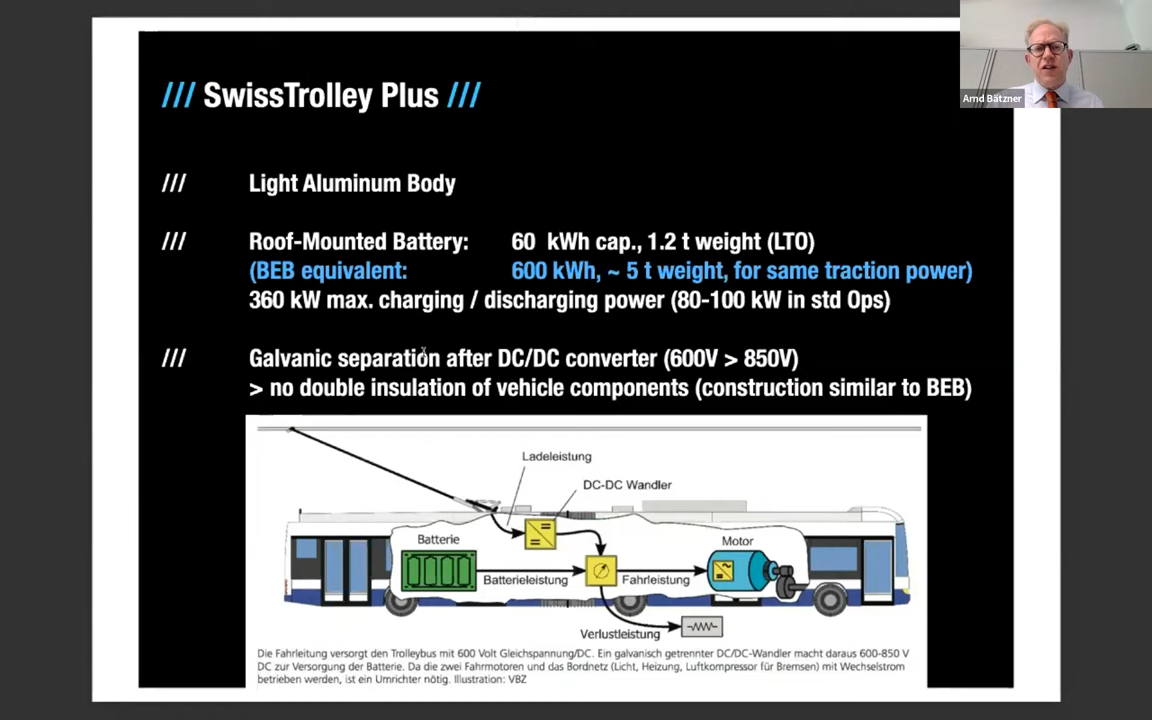 /// SwissTrolley Plus ///
Arnd Bätzner
/// Light Aluminum Body
/// Roof-Mounted Battery: 60 kWh cap., 1.2 t weight (LTO)
(BEB equivalent: 600 kWh, ~ 5 t weight, for same traction power)
360 kW max. charging / discharging power (80-100 kW in std Ops)
/// Galvanic separation after DC/DC converter (600V > 850V)
> no double insulation of vehicle components (construction similar to BEB)
Ladeleistung
DC-DC Wandler
Batterie
Motor
Batterieleistung
Fahrleistung
Verlustleistung
Die Fahrleitung versorgt den Trolleybus mit 600 Volt Gleichspannung/DC. Ein galvanisch getrennter DC/DC-Wandler macht daraus 600-850 V
DC zur Versorgung der Batterie. Da die zwei Fahrmotoren und das Bordnetz (Licht, Heizung, Luftkompressor für Bremsen) mit Wechselstrom
betrieben werden, ist ein Umrichter nötig. Illustration: VBZ